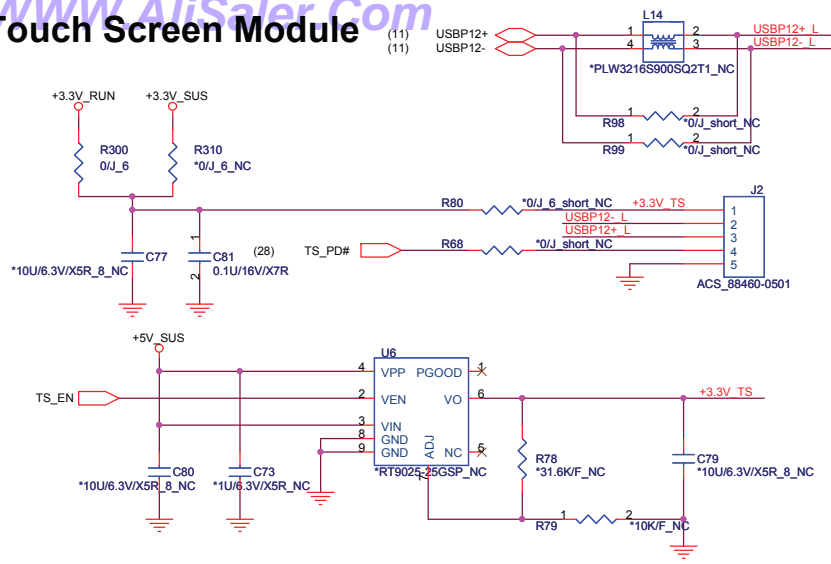 WWW.AliSaler.Com
Touch Screen Module
(11) USBP12+
(11) USBP12-
L14
1 2
4 3
USBP12+_L
USBP12-_L
*PLW3216S900SQ2T1_NC
R98 1 2 *0/J_short_NC
R99 1 2 *0/J_short_NC
+3.3V_RUN
+3.3V_SUS
R300
0/J_6
R310
*0/J_6_NC
C77
*10U/6.3V/X5R_8_NC
1
C81
0.1U/16V/X7R
2
(28)
TS_PD#
R80 *0/J_6_short_NC +3.3V_TS
USBP12-_L
USBP12+_L
R68 *0/J_short_NC
J2
1
2
3
4
5
ACS_88460-0501
+5V_SUS
TS_EN
U6
4 VPP PGOOD 1
2 VEN VO 6
3 VIN
8 GND
9 GND
ADJ
NC 5
7
*RT9025-25GSP_NC
C80
*10U/6.3V/X5R_8_NC
C73
*1U/6.3V/X5R_NC
+3.3V_TS
R78
*31.6K/F_NC
C79
*10U/6.3V/X5R_8_NC
R79 1 2 *10K/F_NC